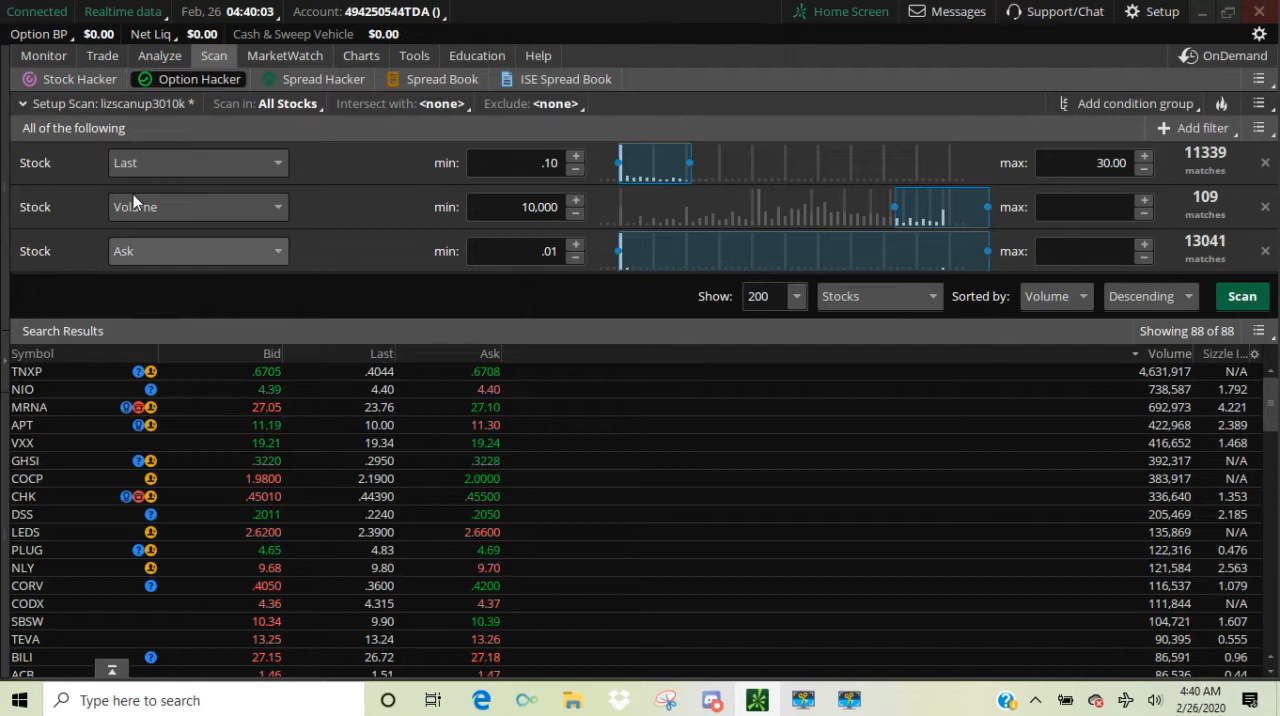 Connected Realtime data Feb, 26 04:40:03 Account: 494250544TDA () Home Screen Messages Support/Chat Setup
Option BP $0.00 Net Liq $0.00 Cash & Sweep Vehicle $0.00
Monitor Trade Analyze Scan MarketWatch Charts Tools Education Help OnDemand
Stock Hacker Option Hacker Spread Hacker Spread Book ISE Spread Book
Setup Scan: lizscanup3010k * Scan in: All Stocks Intersect with: <none> Exclude: <none> Add condition group
All of the following Add filter
Stock Last min: .10 max: 30.00 11339 matches
Stock Volume min: 10,000 max: 109 matches
Stock Ask min: .01 max: 13041 matches
Show: 200 Stocks Sorted by: Volume Descending Scan
Search Results Showing 88 of 88
Symbol Bid Last Ask Volume Sizzle I...
TNXP .6705 .4044 .6708 4,631,917 N/A
NIO 4.39 4.40 4.40 738,587 1.792
MRNA 27.05 23.76 27.10 692,973 4.221
APT 11.19 10.00 11.30 422,968 2.389
VXX 19.21 19.34 19.24 416,652 1.468
GHSI .3220 .2950 .3228 392,317 N/A
COCP 1.9800 2.1900 2.0000 383,917 N/A
CHK .45010 .44390 .45500 336,640 1.353
DSS .2011 .2240 .2050 205,469 2.185
LEDS 2.6200 2.3900 2.6600 135,869 N/A
PLUG 4.65 4.83 4.69 122,316 0.476
NLY 9.68 9.80 9.70 121,584 2.563
CORV .4050 .3600 .4200 116,537 1.079
CODX 4.36 4.315 4.37 111,844 N/A
SBSW 10.34 9.90 10.39 104,721 1.607
TEVA 13.25 13.24 13.26 90,395 0.555
BILI 27.15 26.72 27.18 86,591 0.96
ACB 1.46 1.51 1.47 86,536 0.44
Type here to search 4:40 AM
2/26/2020